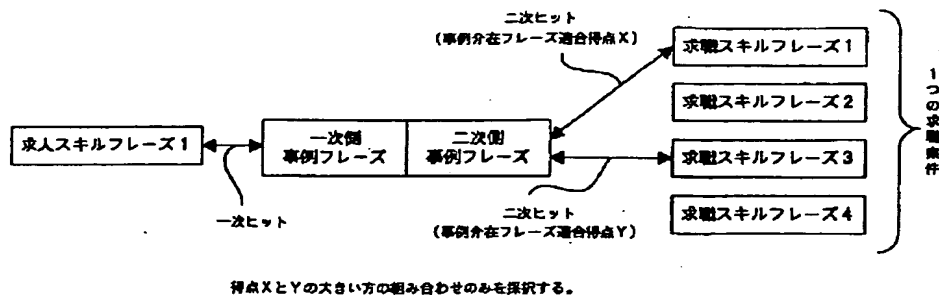 二次ヒット
(事例介在フレーズ適合得点X)
求職スキルフレーズ1
求職スキルフレーズ2
求人スキルフレーズ1
一次側
事例フレーズ
二次側
事例フレーズ
求職スキルフレーズ3
求職スキルフレーズ4
1つの求職案件
一次ヒット
二次ヒット
(事例介在フレーズ適合得点Y)
得点XとYの大きい方の組み合わせのみを採択する。